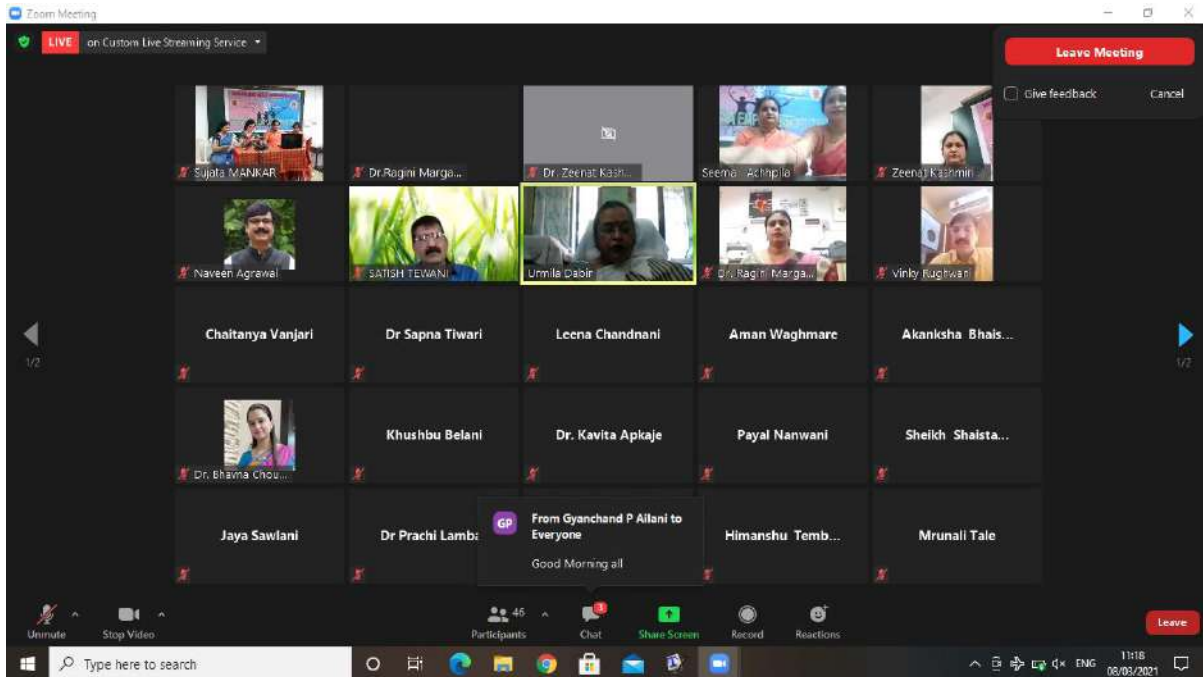 Zoom Meeting
LIVE on Custom Live Streaming Service
Leave Meeting
Give feedback Cancel
Sujata MANKAR
Dr.Ragini Marga...
Dr. Zeenat Kash...
Seema Achhpila
Zeenat Kashmiri
Naveen Agrawal
SATISH TEWANI
Urmila Dabir
Dr. Ragini Marga...
Vinky Rughwani
Chaitanya Vanjari
Dr Sapna Tiwari
Leena Chandnani
Aman Waghmare
Akanksha Bhais...
1/2
1/2
Dr. Bhavna Chou...
Khushbu Belani
Dr. Kavita Apkaje
Payal Nanwani
Sheikh Shaista...
Jaya Sawlani
Dr Prachi Lamba
GP
From Gyanchand P Ailani to
Everyone
Good Morning all
Himanshu Temb...
Mrunali Tale
Unmute
Stop Video
46
Participants
3
Chat
Share Screen
Record
Reactions
Leave
Type here to search
ENG
11:18
08/03/2021